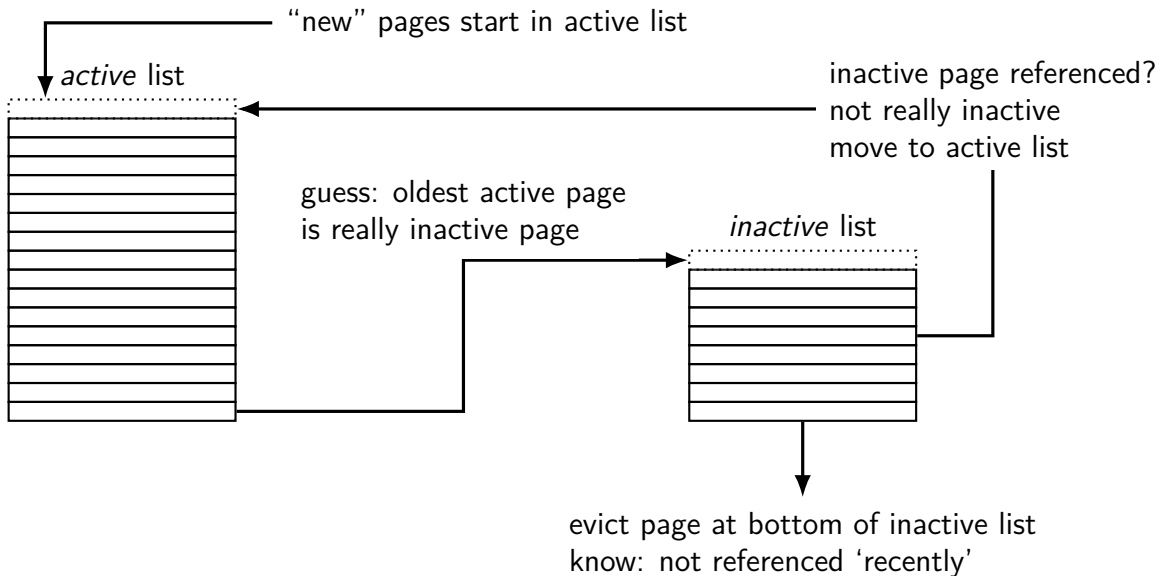 “new” pages start in active list
active list
inactive page referenced?
not really inactive
move to active list
guess: oldest active page
is really inactive page
inactive list
evict page at bottom of inactive list
know: not referenced ‘recently’